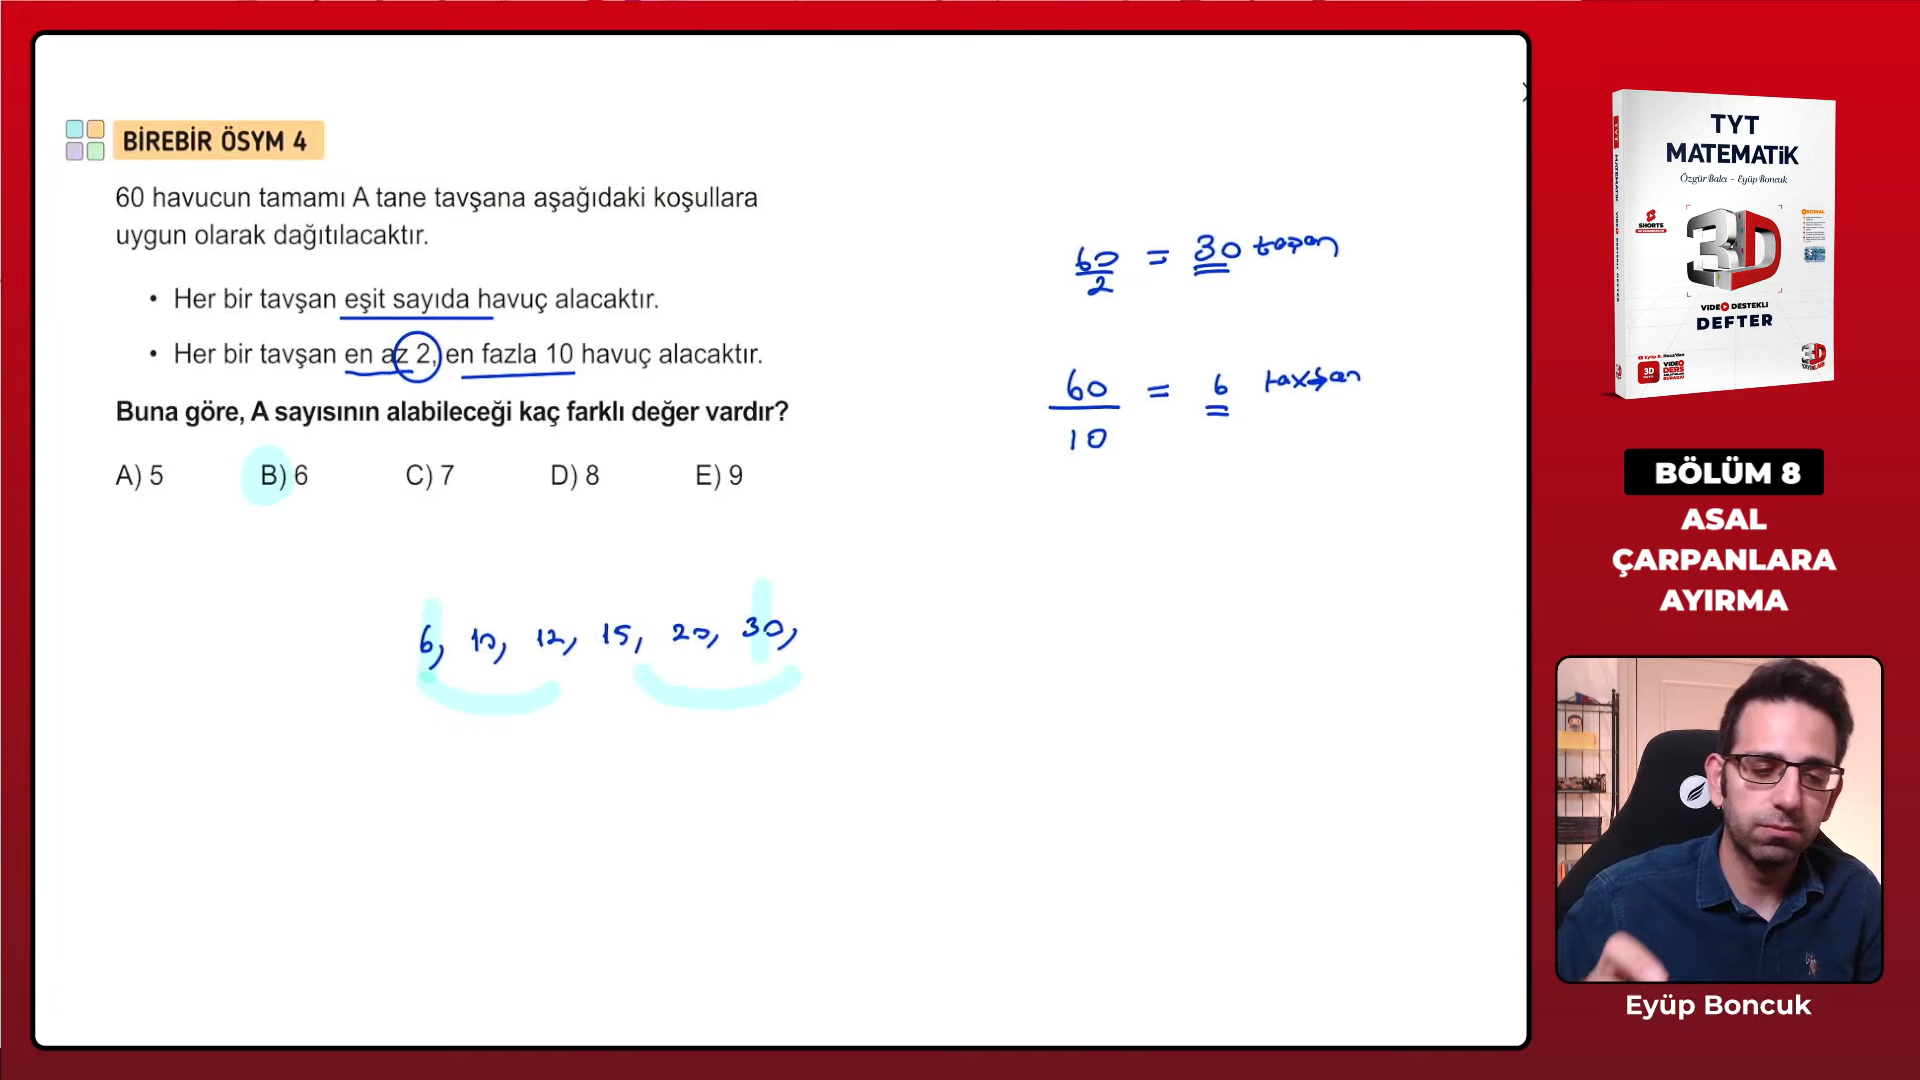 BİREBİR ÖSYM 4
60 havucun tamamı A tane tavşana aşağıdaki koşullara
uygun olarak dağıtılacaktır.
• Her bir tavşan eşit sayıda havuç alacaktır.
• Her bir tavşan en az 2, en fazla 10 havuç alacaktır.
Buna göre, A sayısının alabileceği kaç farklı değer vardır?
A) 5 B) 6 C) 7 D) 8 E) 9
6, 10, 12, 15, 20, 30,
60/2 = 30 taşan
60/10 = 6 tavşan
TYT
MATEMATİK
Özgür Balcı - Eyüp Boncuk
SHORTS
3D
VIDEO DESTEKLİ
DEFTER
BÖLÜM 8
ASAL
ÇARPANLARA
AYIRMA
Eyüp Boncuk